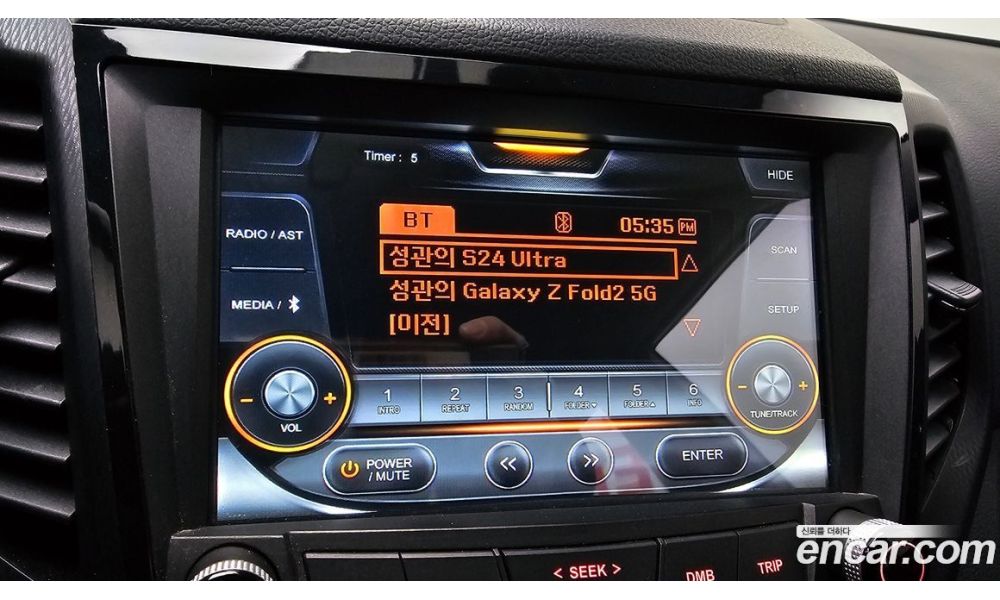 Timer : 5
HIDE
BT
05:35 PM
RADIO / AST
성관의 S24 Ultra
SCAN
성관의 Galaxy Z Fold2 5G
MEDIA /
SETUP
[이전]
1 2 3 4 5 6
INTRO REPEAT RANDOM FOLDER▼ FOLDER▲ INFO
- +
VOL
- +
TUNE/TRACK
POWER
/ MUTE
<<
>>
ENTER
< SEEK >
DMB
TRIP
신뢰를 더하다
encar.com